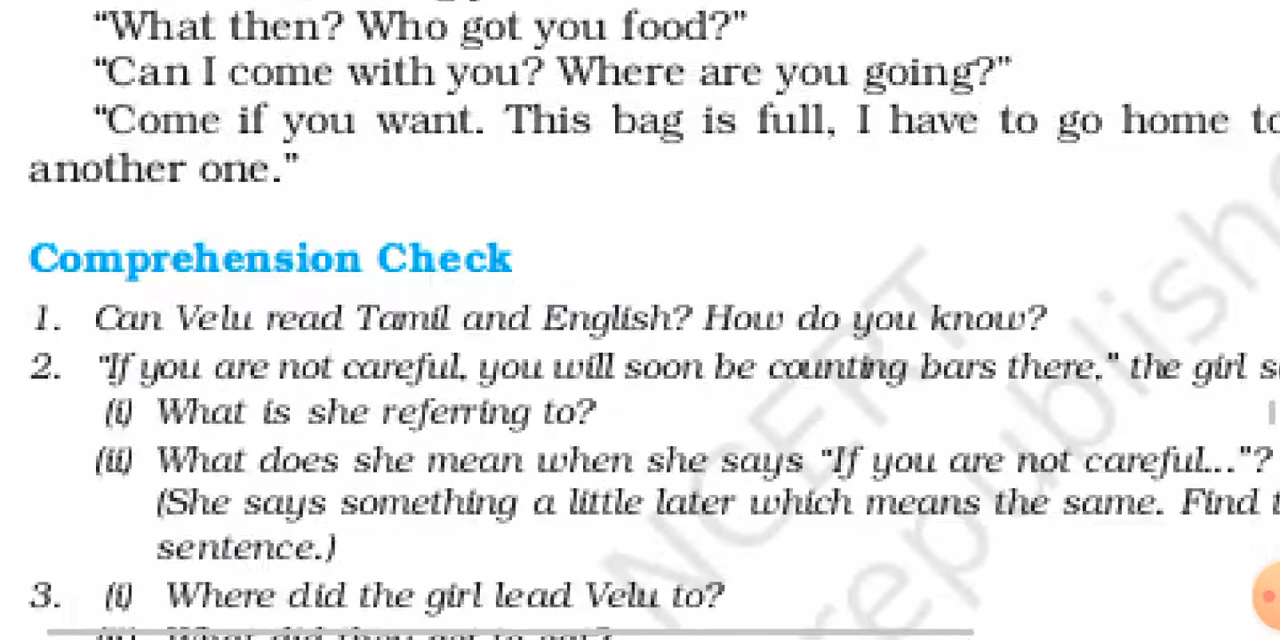 "What then? Who got you food?"
"Can I come with you? Where are you going?"
"Come if you want. This bag is full, I have to go home to
another one."
Comprehension Check
1. Can Velu read Tamil and English? How do you know?
2. "If you are not careful, you will soon be counting bars there," the girl
(i) What is she referring to?
(ii) What does she mean when she says "If you are not careful..."?
(She says something a little later which means the same. Find
sentence.)
3. (i) Where did the girl lead Velu to?
NCERT
republish